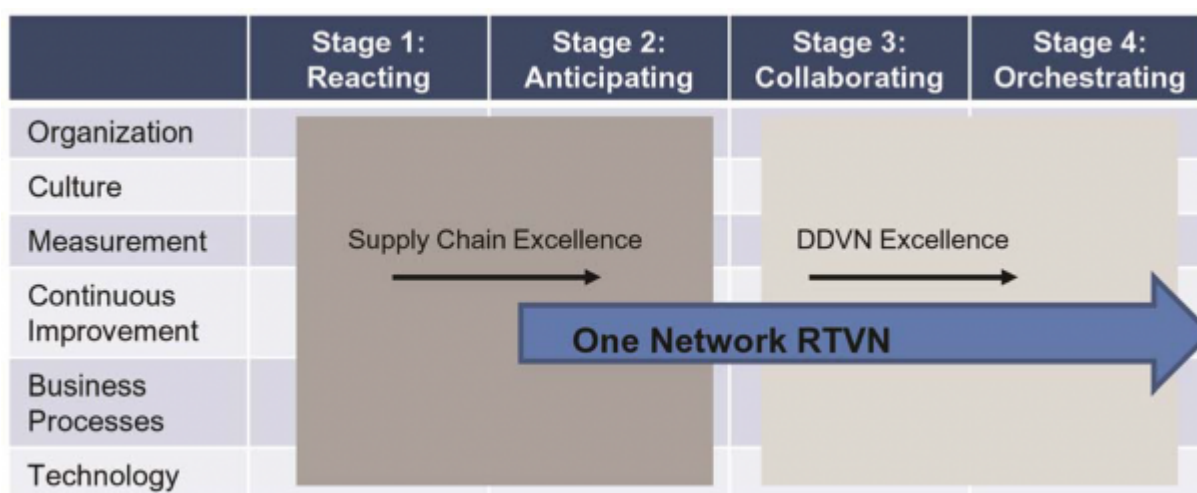 Stage 1:
Reacting
Stage 2:
Anticipating
Stage 3:
Collaborating
Stage 4:
Orchestrating
Organization
Culture
Measurement
Supply Chain Excellence
DDVN Excellence
Continuous
Improvement
One Network RTVN
Business
Processes
Technology